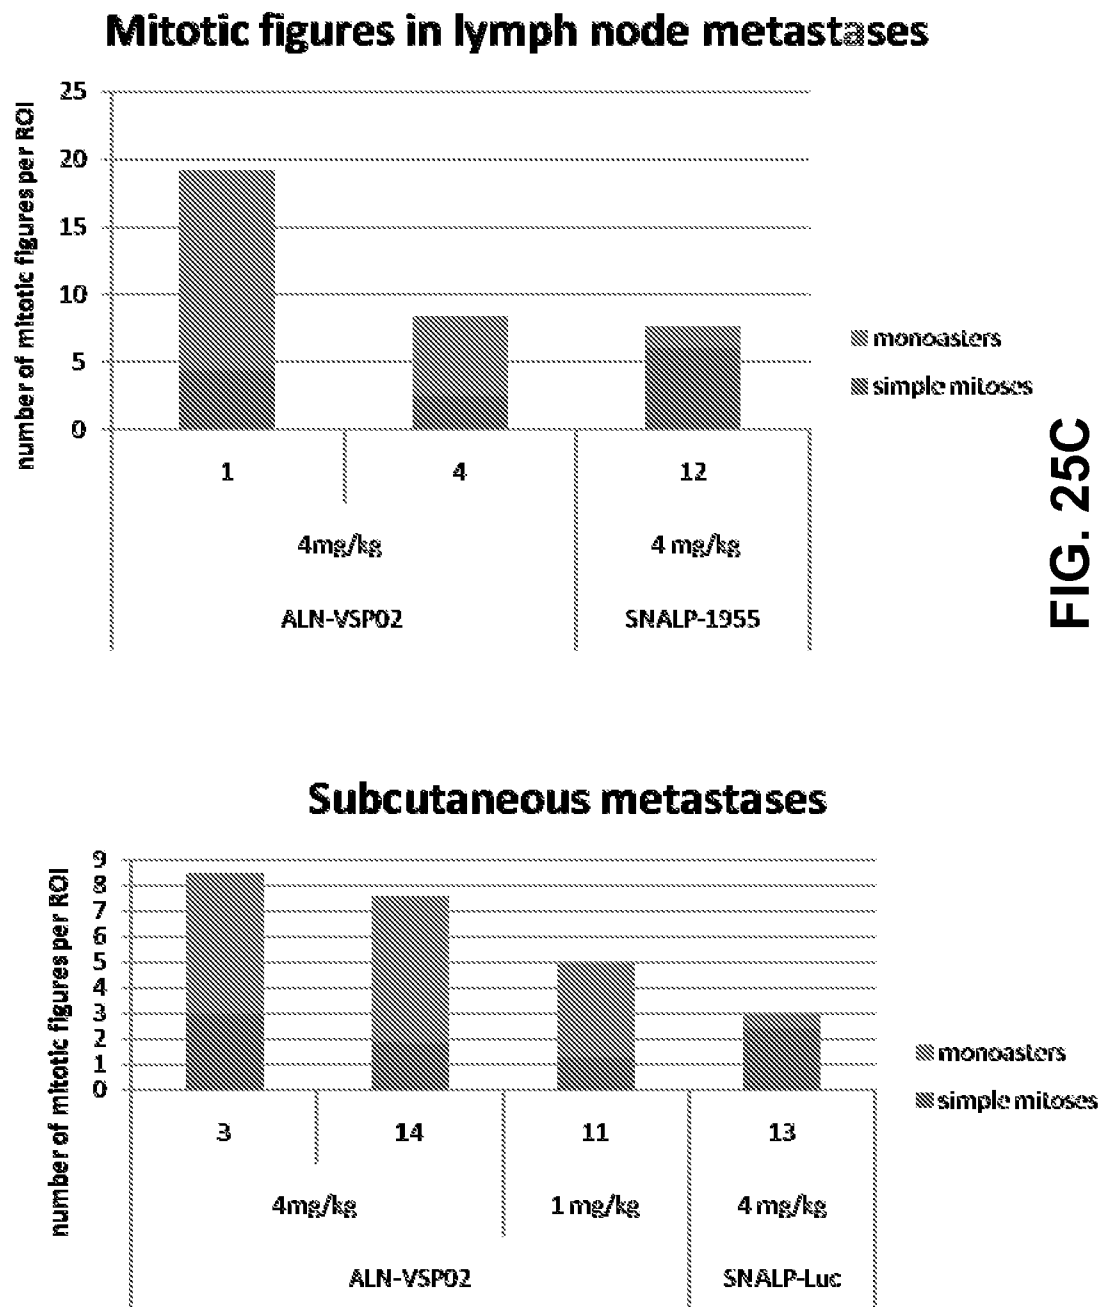 Mitotic figures in lymph node metastases
number of mitotic figures per ROI
25
20
15
10
5
0
monoasters
simple mitoses
1
4
12
4mg/kg
4 mg/kg
ALN-VSP02
SNALP-1955
FIG. 25C
Subcutaneous metastases
number of mitotic figures per ROI
9
8
7
6
5
4
3
2
1
0
monoasters
simple mitoses
3
14
11
13
4mg/kg
1 mg/kg
4 mg/kg
ALN-VSP02
SNALP-Luc